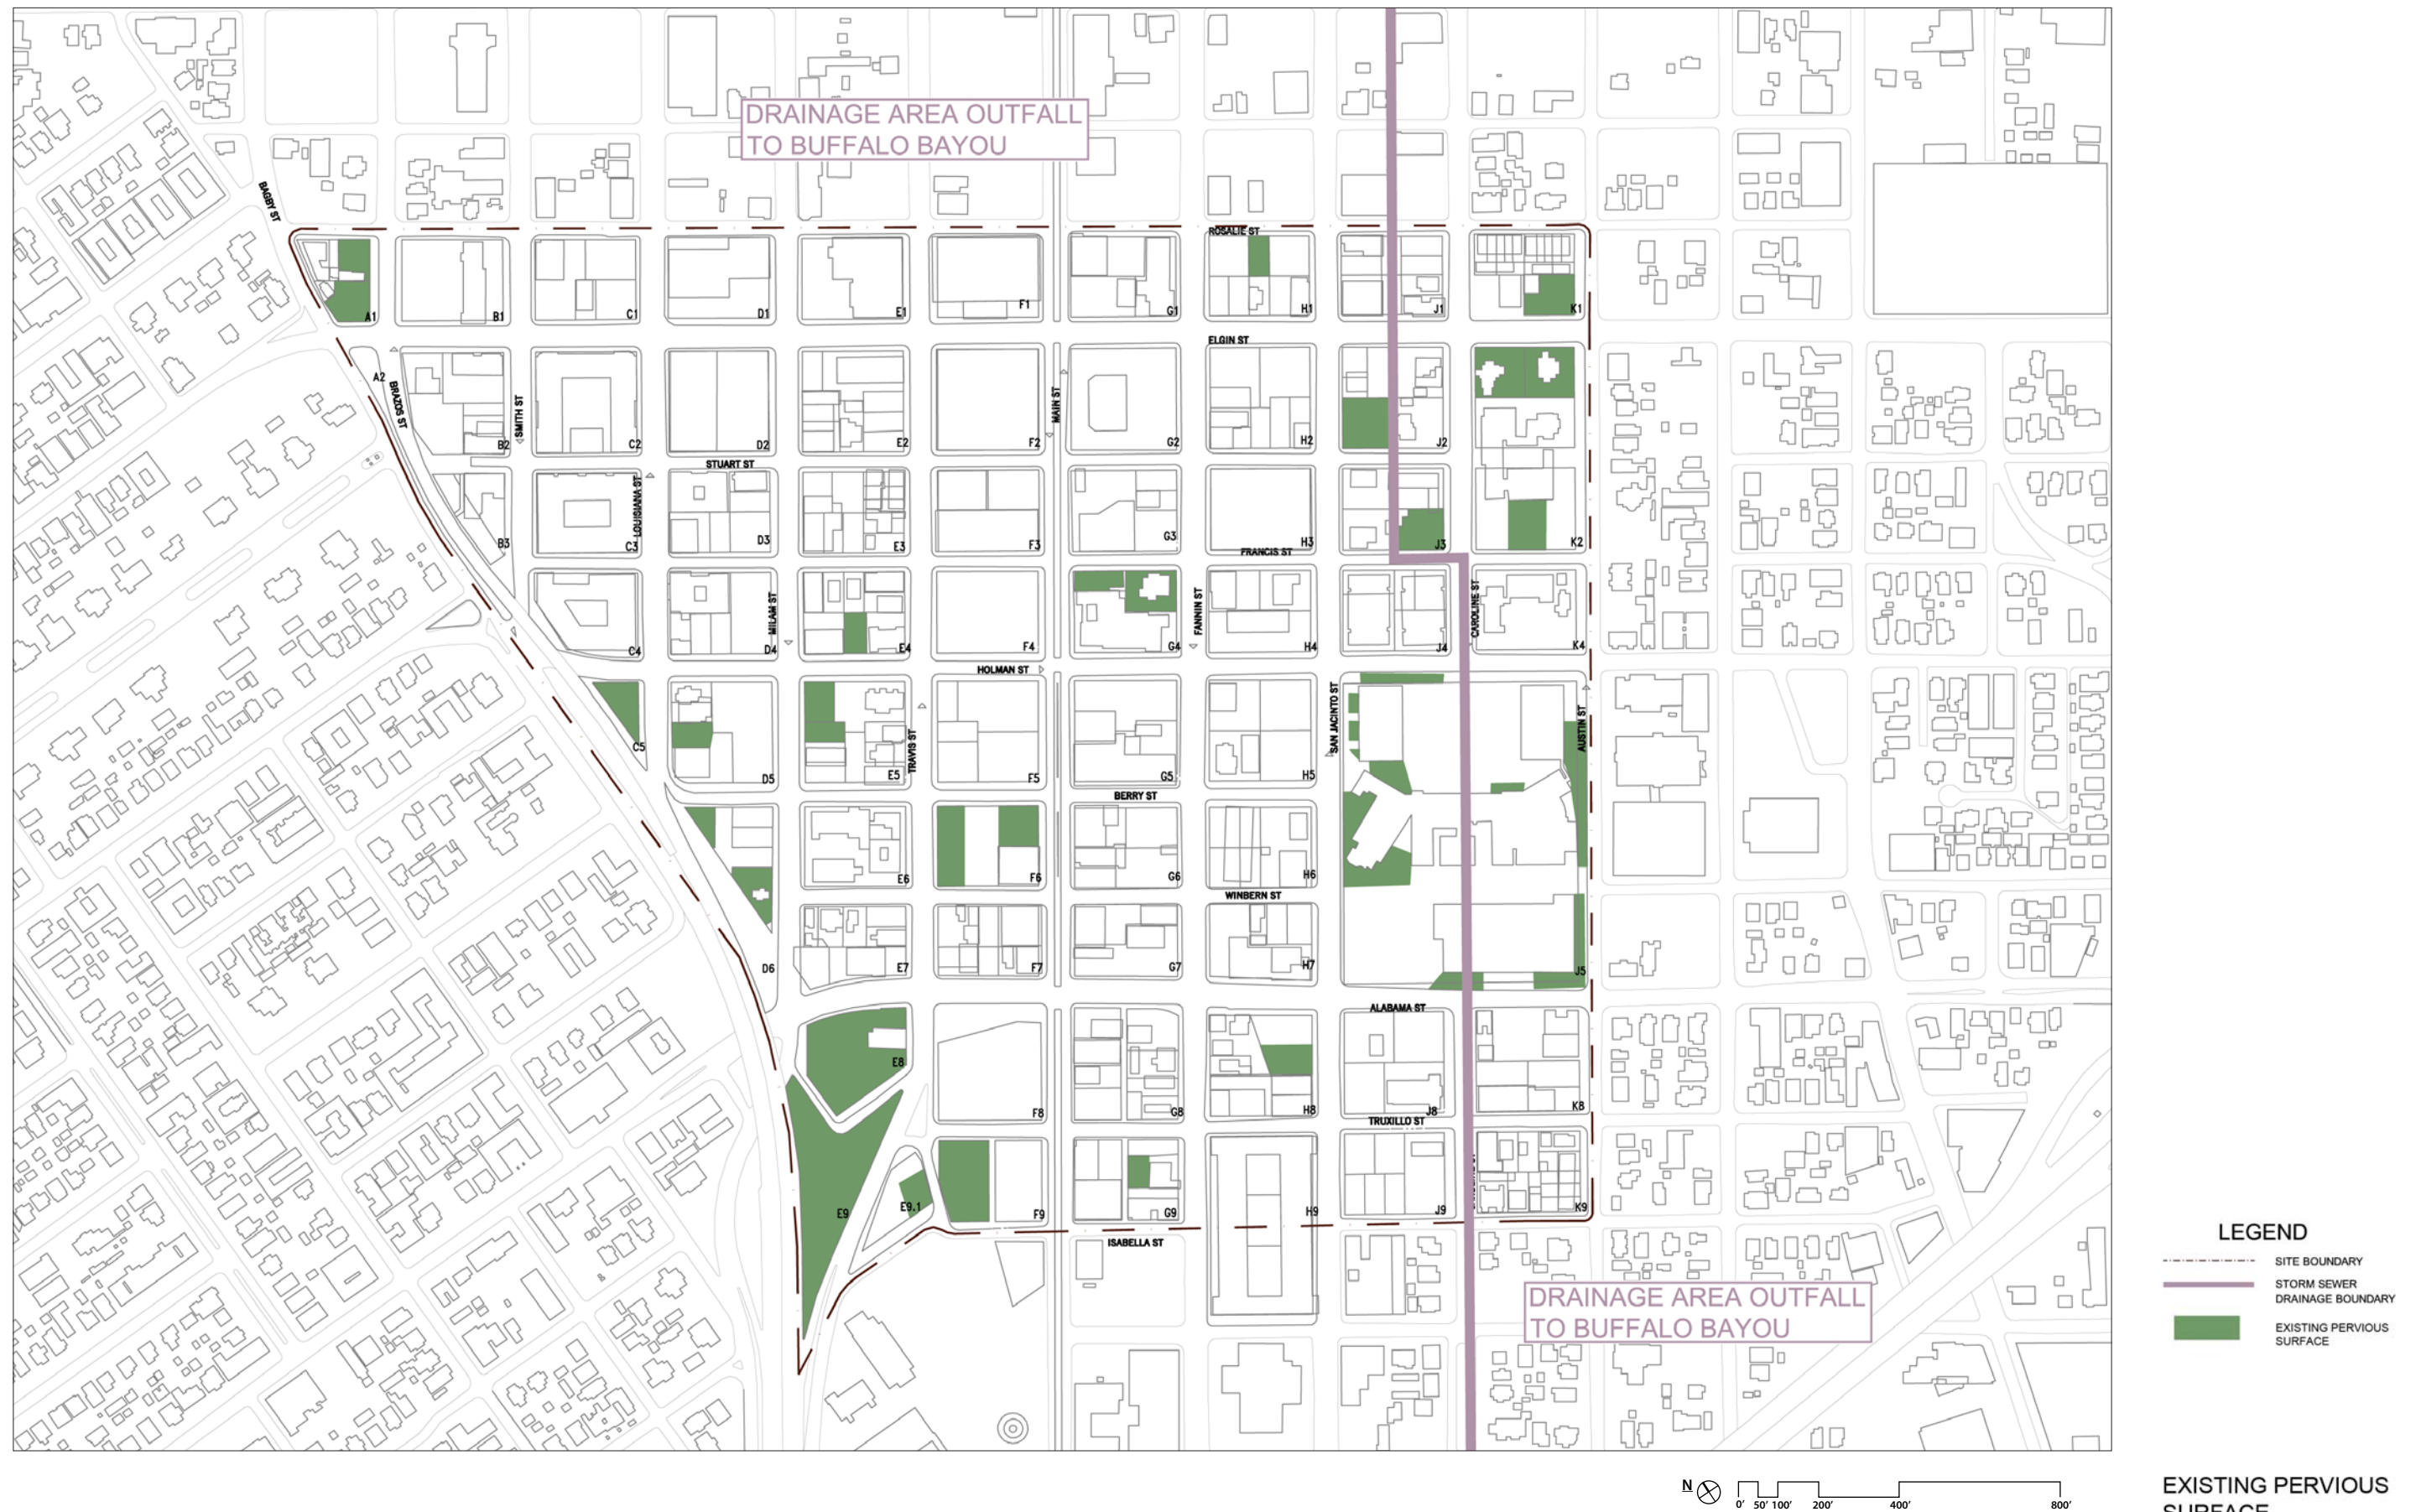 DRAINAGE AREA OUTFALL
TO BUFFALO BAYOU
BAGBY ST
ROSALIE ST
A1
B1
C1
D1
E1
F1
G1
H1
J1
K1
ELGIN ST
A2
BRAZOS ST
SMITH ST
MAIN ST
B2
C2
D2
E2
F2
G2
H2
J2
STUART ST
LOUISIANA ST
B3
C3
D3
E3
F3
G3
H3
J3
K2
FRANCIS ST
MILAM ST
FANNIN ST
CAROLINE ST
C4
D4
E4
F4
G4
H4
J4
K4
HOLMAN ST
SAN JACINTO ST
AUSTIN ST
TRAVIS ST
C5
D5
E5
F5
G5
H5
BERRY ST
E6
F6
G6
H6
WINBERN ST
D6
E7
F7
G7
H7
J5
ALABAMA ST
E8
F8
G8
H8
J8
K8
TRUXILLO ST
E9
E9.1
F9
G9
H9
J9
K9
ISABELLA ST
DRAINAGE AREA OUTFALL
TO BUFFALO BAYOU
LEGEND
SITE BOUNDARY
STORM SEWER
DRAINAGE BOUNDARY
EXISTING PERVIOUS
SURFACE
N
0' 50' 100' 200' 400' 800'
EXISTING PERVIOUS
SURFACE